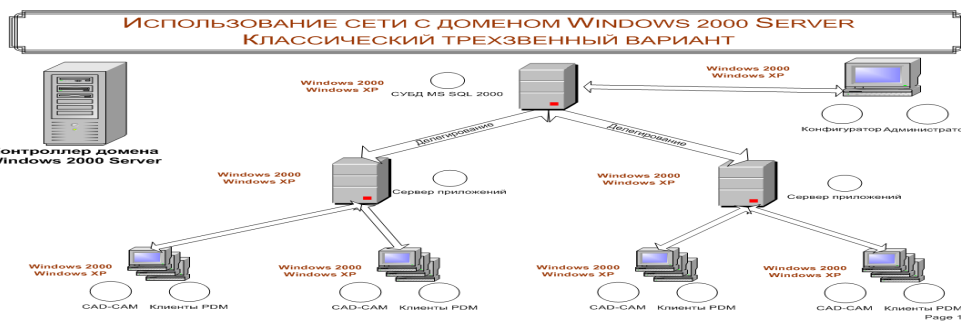 Использование сети с доменом Windows 2000 Server
Классический трехзвенный вариант
Windows 2000
Windows XP
СУБД MS SQL 2000
Windows 2000
Windows XP
Конфигуратор
Администрато
онтроллер домена
Windows 2000 Server
Делегирование
Делегирование
Windows 2000
Windows XP
Сервер приложений
Windows 2000
Windows XP
Сервер приложений
Windows 2000
Windows XP
CAD-CAM
Клиенты PDM
Windows 2000
Windows XP
CAD-CAM
Клиенты PDM
Windows 2000
Windows XP
CAD-CAM
Клиенты PDM
Windows 2000
Windows XP
CAD-CAM
Клиенты PDM
Page 1